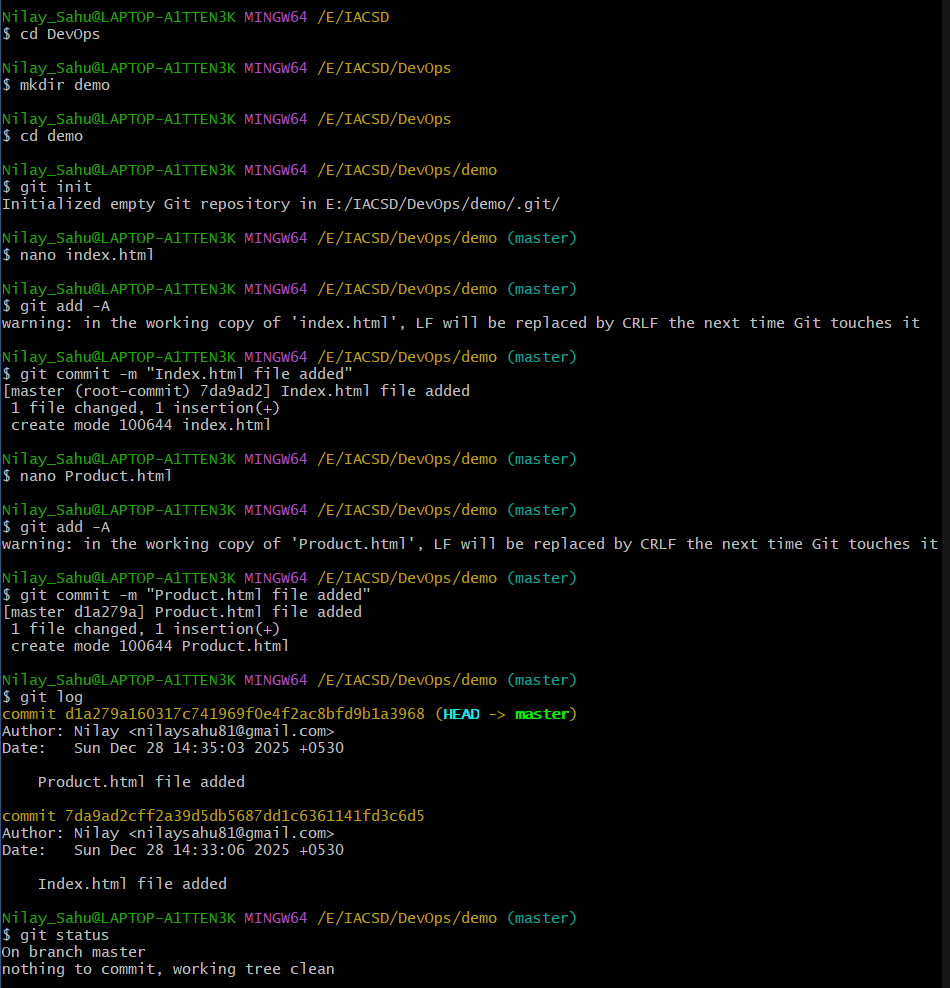 Nilay_Sahu@LAPTOP-A1TTEN3K MINGW64 /E/IACSD
$ cd DevOps

Nilay_Sahu@LAPTOP-A1TTEN3K MINGW64 /E/IACSD/DevOps
$ mkdir demo

Nilay_Sahu@LAPTOP-A1TTEN3K MINGW64 /E/IACSD/DevOps
$ cd demo

Nilay_Sahu@LAPTOP-A1TTEN3K MINGW64 /E/IACSD/DevOps/demo
$ git init
Initialized empty Git repository in E:/IACSD/DevOps/demo/.git/

Nilay_Sahu@LAPTOP-A1TTEN3K MINGW64 /E/IACSD/DevOps/demo (master)
$ nano index.html

Nilay_Sahu@LAPTOP-A1TTEN3K MINGW64 /E/IACSD/DevOps/demo (master)
$ git add -A
warning: in the working copy of 'index.html', LF will be replaced by CRLF the next time Git touches it

Nilay_Sahu@LAPTOP-A1TTEN3K MINGW64 /E/IACSD/DevOps/demo (master)
$ git commit -m "Index.html file added"
[master (root-commit) 7da9ad2] Index.html file added
 1 file changed, 1 insertion(+)
 create mode 100644 index.html

Nilay_Sahu@LAPTOP-A1TTEN3K MINGW64 /E/IACSD/DevOps/demo (master)
$ nano Product.html

Nilay_Sahu@LAPTOP-A1TTEN3K MINGW64 /E/IACSD/DevOps/demo (master)
$ git add -A
warning: in the working copy of 'Product.html', LF will be replaced by CRLF the next time Git touches it

Nilay_Sahu@LAPTOP-A1TTEN3K MINGW64 /E/IACSD/DevOps/demo (master)
$ git commit -m "Product.html file added"
[master d1a279a] Product.html file added
 1 file changed, 1 insertion(+)
 create mode 100644 Product.html

Nilay_Sahu@LAPTOP-A1TTEN3K MINGW64 /E/IACSD/DevOps/demo (master)
$ git log
commit d1a279a160317c741969f0e4f2ac8bfd9b1a3968 (HEAD -> master)
Author: Nilay <nilaysahu81@gmail.com>
Date:   Sun Dec 28 14:35:03 2025 +0530

    Product.html file added

commit 7da9ad2cff2a39d5db5687dd1c6361141fd3c6d5
Author: Nilay <nilaysahu81@gmail.com>
Date:   Sun Dec 28 14:33:06 2025 +0530

    Index.html file added

Nilay_Sahu@LAPTOP-A1TTEN3K MINGW64 /E/IACSD/DevOps/demo (master)
$ git status
On branch master
nothing to commit, working tree clean